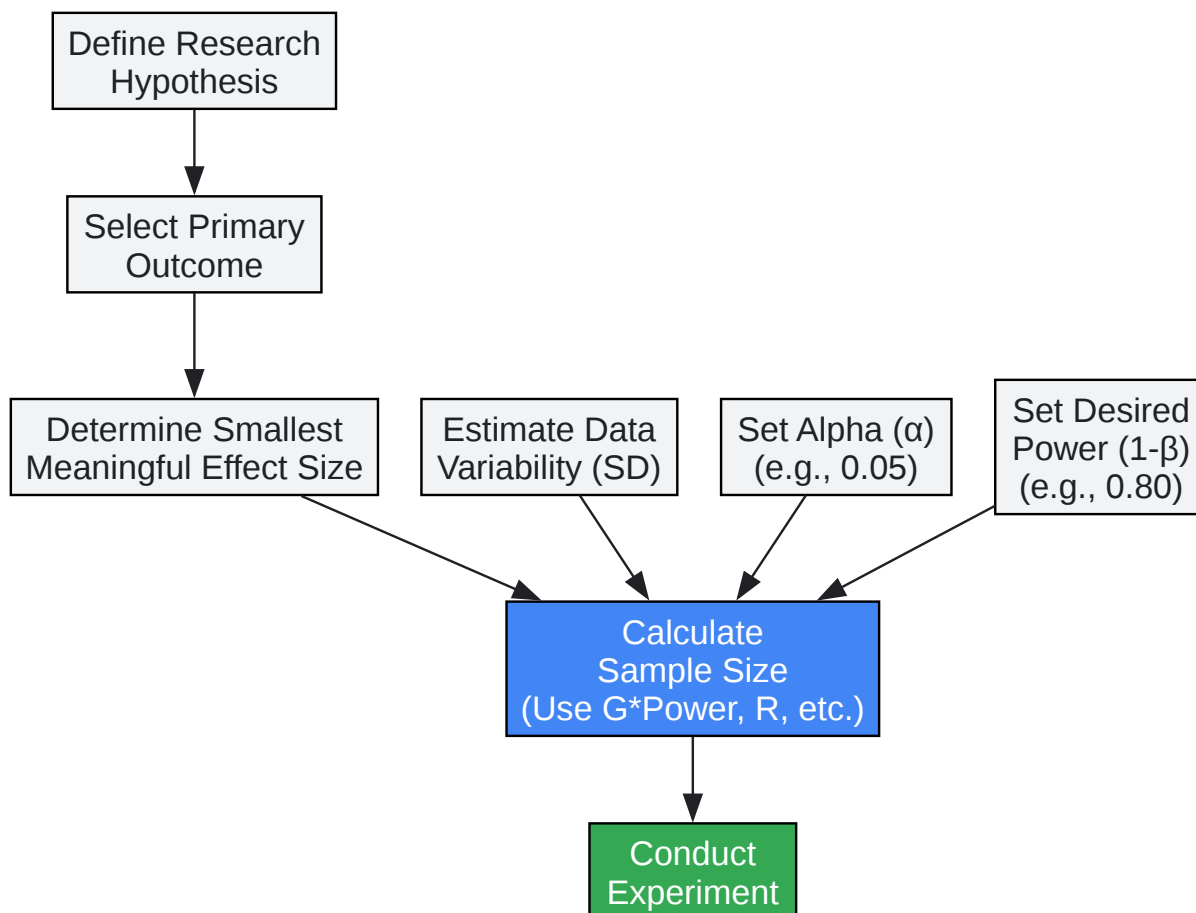 Define Research
Hypothesis
Select Primary
Outcome
Determine Smallest
Meaningful Effect Size
Estimate Data
Variability (SD)
Set Alpha (α)
(e.g., 0.05)
Set Desired
Power (1-β)
(e.g., 0.80)
Calculate
Sample Size
(Use G*Power, R, etc.)
Conduct
Experiment